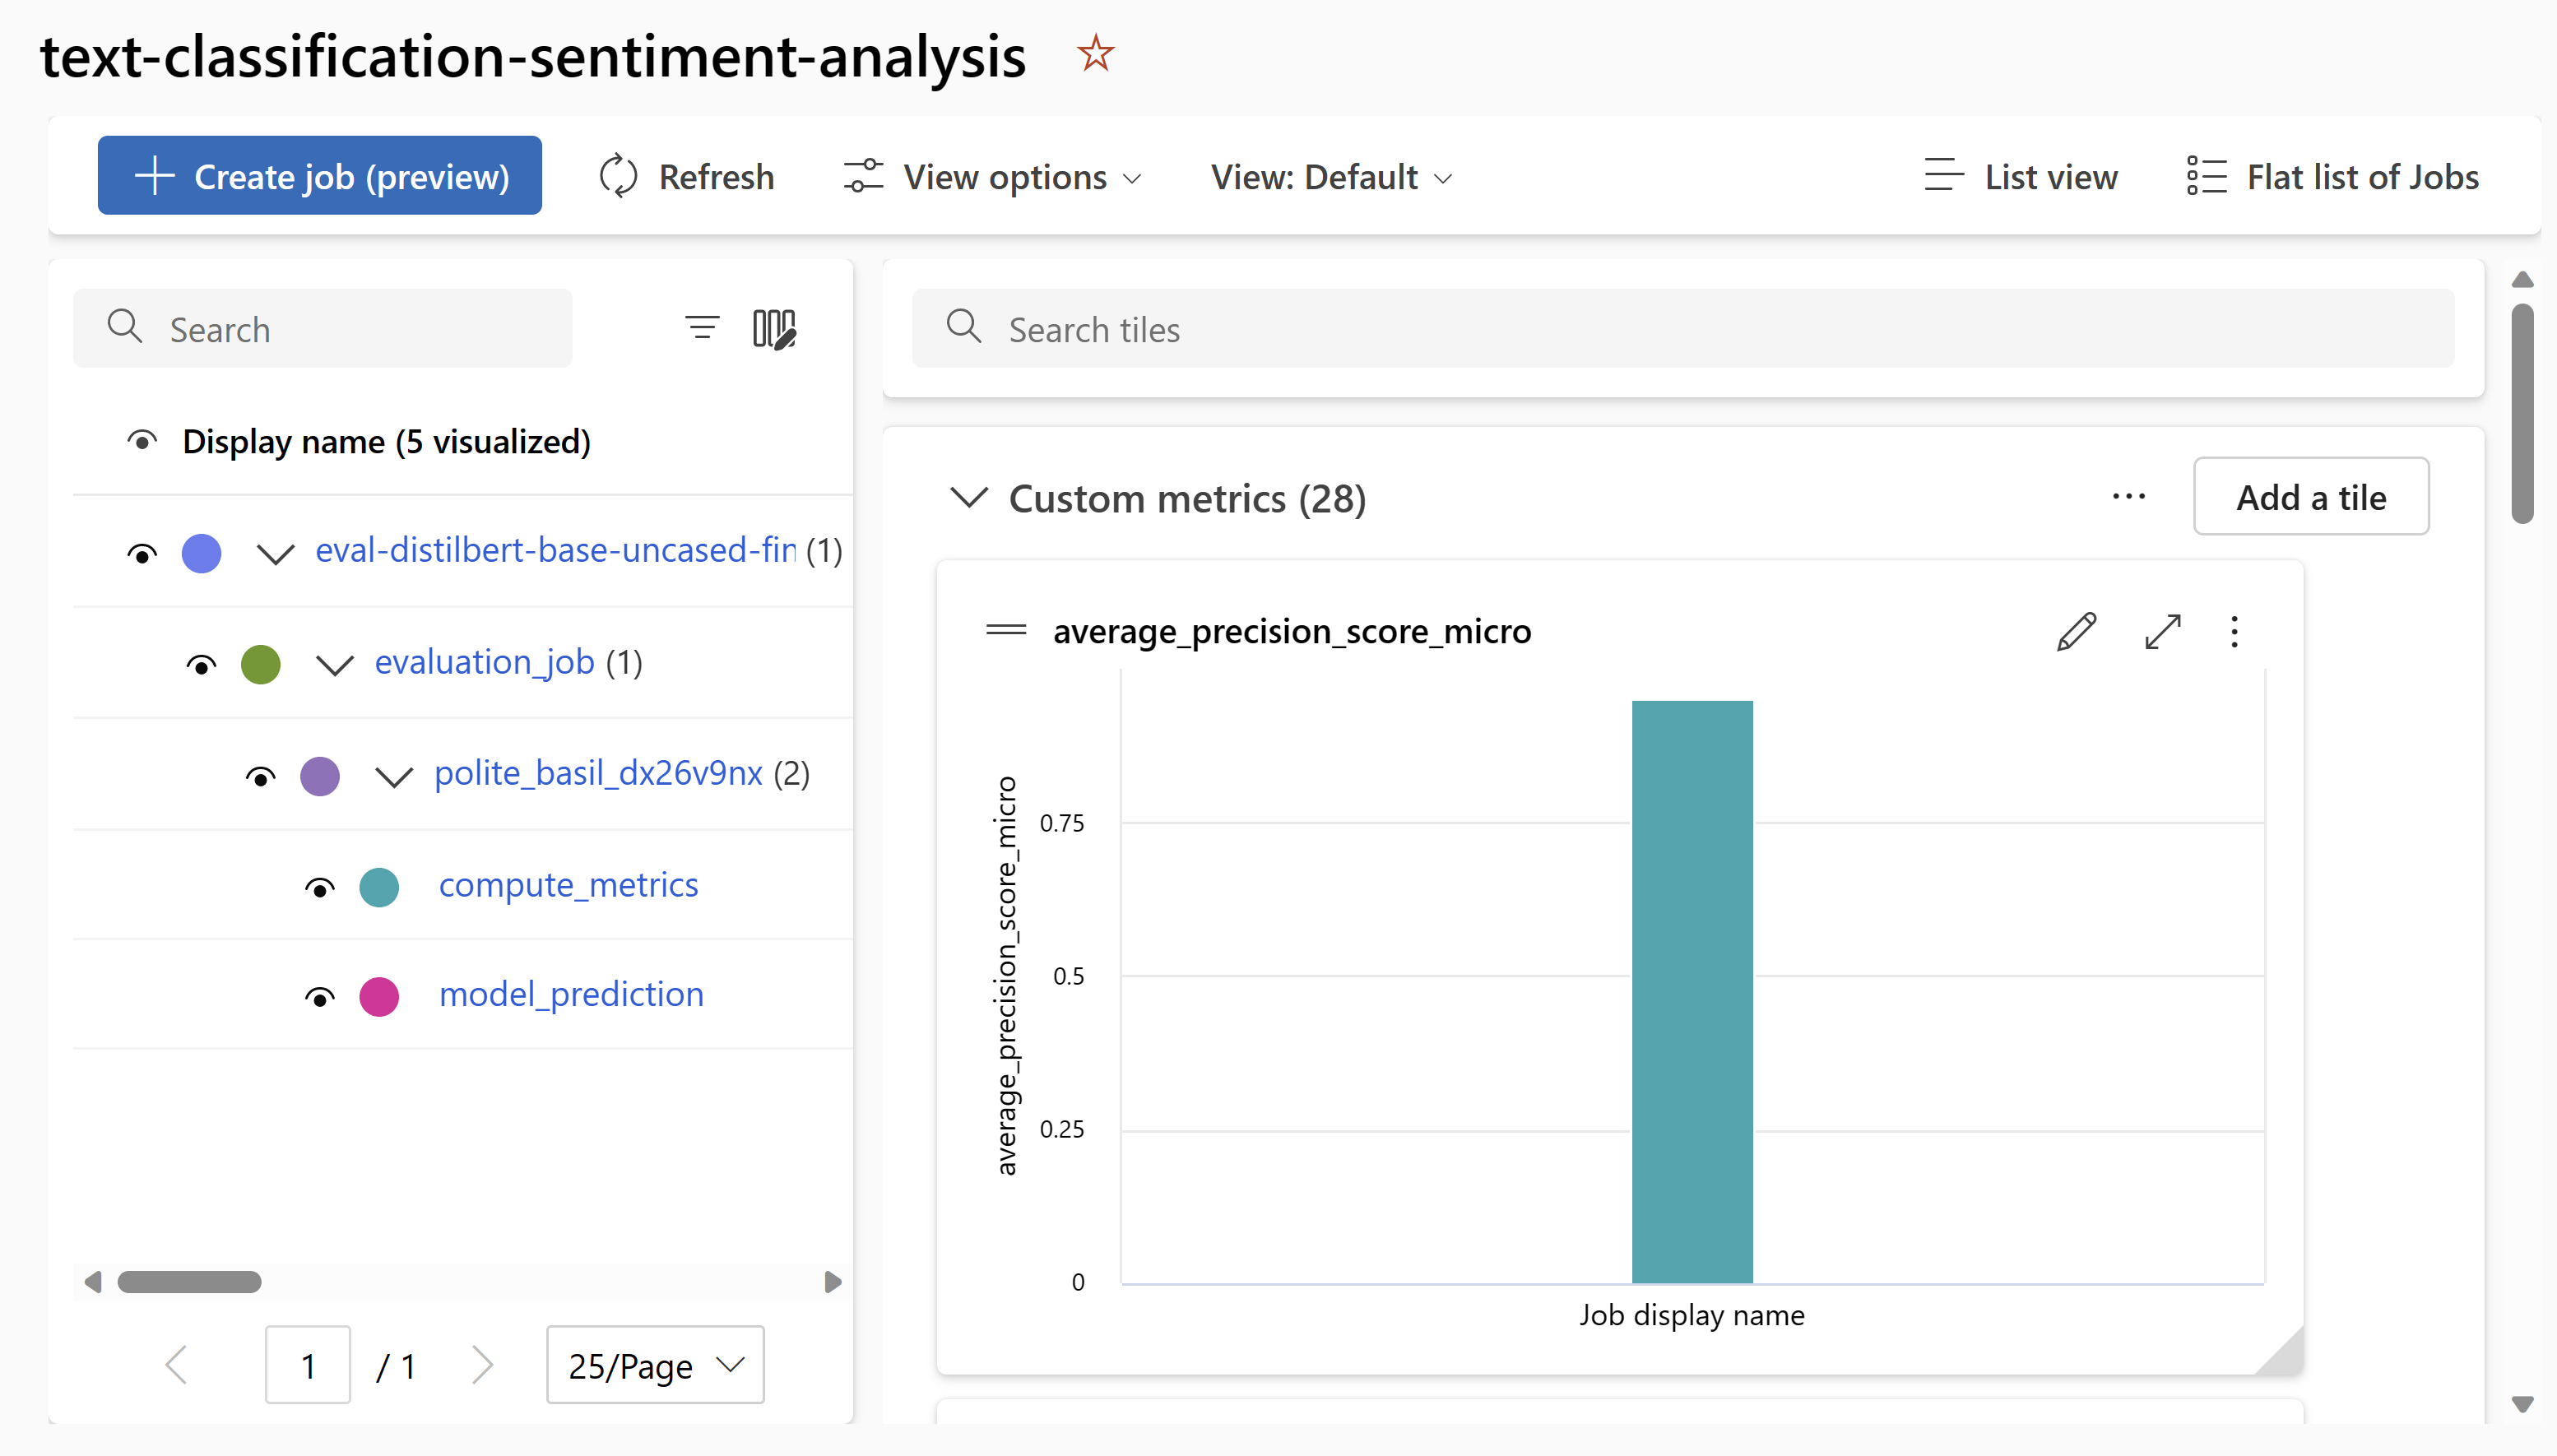 text-classification-sentiment-analysis
Create job (preview)
Refresh
View options
View: Default
List view
Flat list of Jobs
Search
Display name (5 visualized)
eval-distilbert-base-uncased-fin (1)
evaluation_job (1)
polite_basil_dx26v9nx (2)
compute_metrics
model_prediction
1 / 1
25/Page
Search tiles
Custom metrics (28)
...
Add a tile
average_precision_score_micro
average_precision_score_micro
0.75
0.5
0.25
0
Job display name